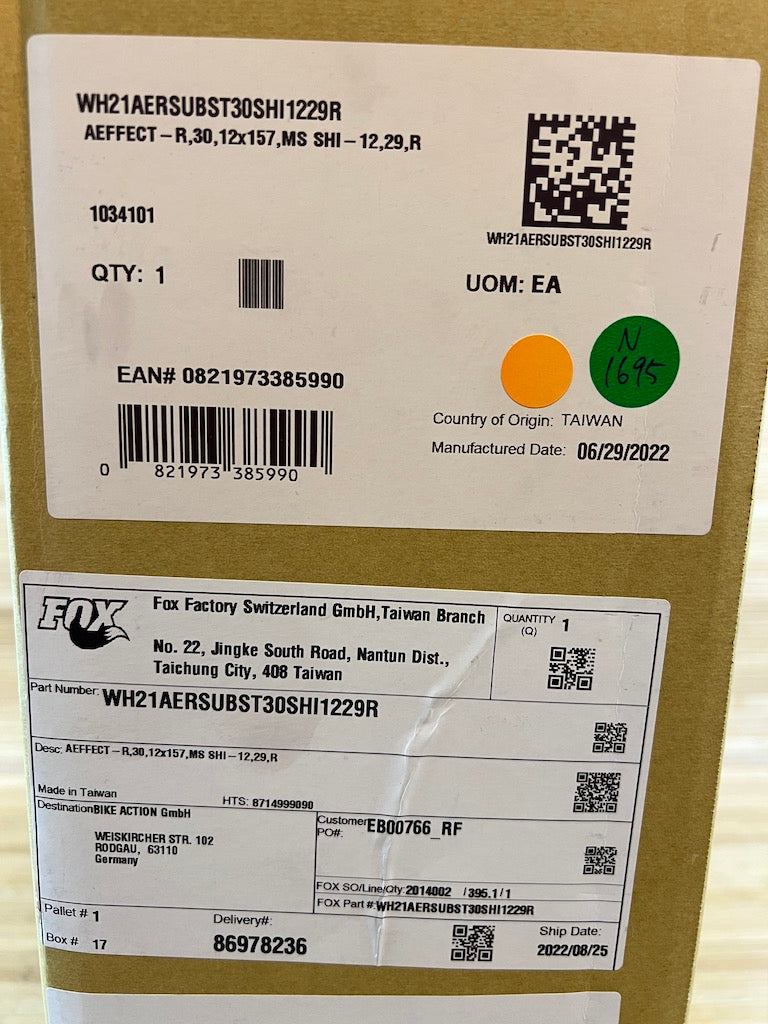 WH21AERSUBST30SHI1229R
AEFFECT-R,30,12x157,MS SHI-12,29,R
1034101
WH21AERSUBST30SHI1229R
QTY: 1
UOM: EA
N
1695
EAN# 0821973385990
Country of Origin: TAIWAN
Manufactured Date: 06/29/2022
0 821973 385990
FOX
Fox Factory Switzerland GmbH,Taiwan Branch
No. 22, Jingke South Road, Nantun Dist.,
Taichung City, 408 Taiwan
QUANTITY 1
(Q)
Part Number: WH21AERSUBST30SHI1229R
Desc: AEFFECT-R,30,12x157,MS SHI-12,29,R
Made in Taiwan
HTS: 8714999090
Destination BIKE ACTION GmbH
WEISKIRCHER STR. 102
RODGAU, 63110
Germany
Customer EB00766_RF
PO#:
FOX SO/Line/Qty: 2014002 /395.1/1
FOX Part #: WH21AERSUBST30SHI1229R
Pallet # 1
Box # 17
Delivery#:
86978236
Ship Date:
2022/08/25